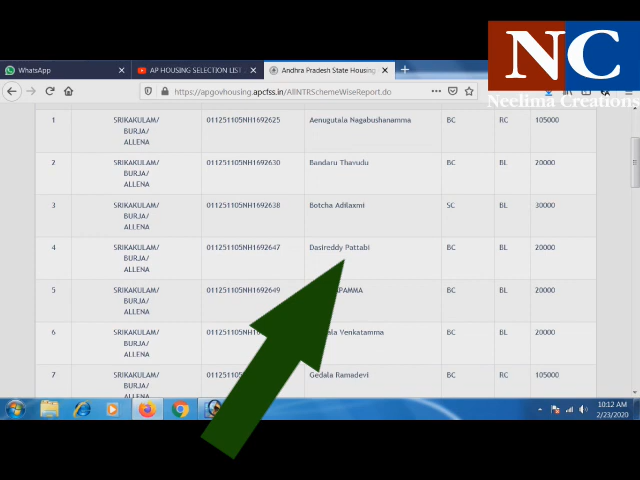 NC
Neelima Creations
WhatsApp
AP HOUSING SELECTION LIST
Andhra Pradesh State Housing
https://apgovhousing.apcfss.in/AllNTRSchemeWiseReport.do
1 SRIKAKULAM/ BURJA/ ALLENA 011251105NH1692625 Aenugutala Nagabushanamma BC RC 105000
2 SRIKAKULAM/ BURJA/ ALLENA 011251105NH1692630 Bandaru Thavudu BC BL 20000
3 SRIKAKULAM/ BURJA/ ALLENA 011251105NH1692638 Botcha Adilaxmi SC BL 30000
4 SRIKAKULAM/ BURJA/ ALLENA 011251105NH1692647 Dasireddy Pattabi BC BL 20000
5 SRIKAKULAM/ BURJA/ ALLENA 011251105NH1692649 BC BL 20000
6 SRIKAKULAM/ BURJA/ ALLENA Venkatamma BC BL 20000
7 SRIKAKULAM/ BURJA/ ALLENA Gedala Ramadevi BC RC 105000
10:12 AM
2/23/2020